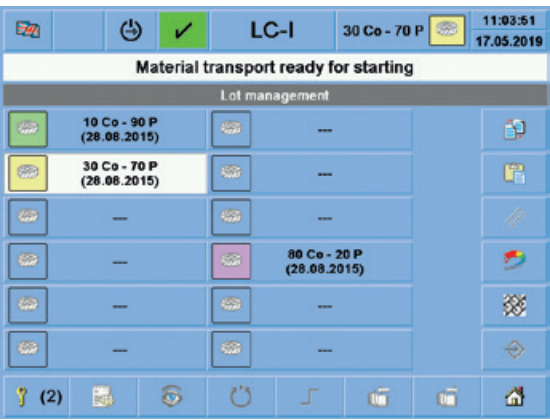 LC-I
30 Co - 70 P
11:03:51
17.05.2019
Material transport ready for starting
Lot management
10 Co - 90 P
(28.08.2015)
---
30 Co - 70 P
(28.08.2015)
---
---
---
---
80 Co - 20 P
(28.08.2015)
---
---
---
---
(2)